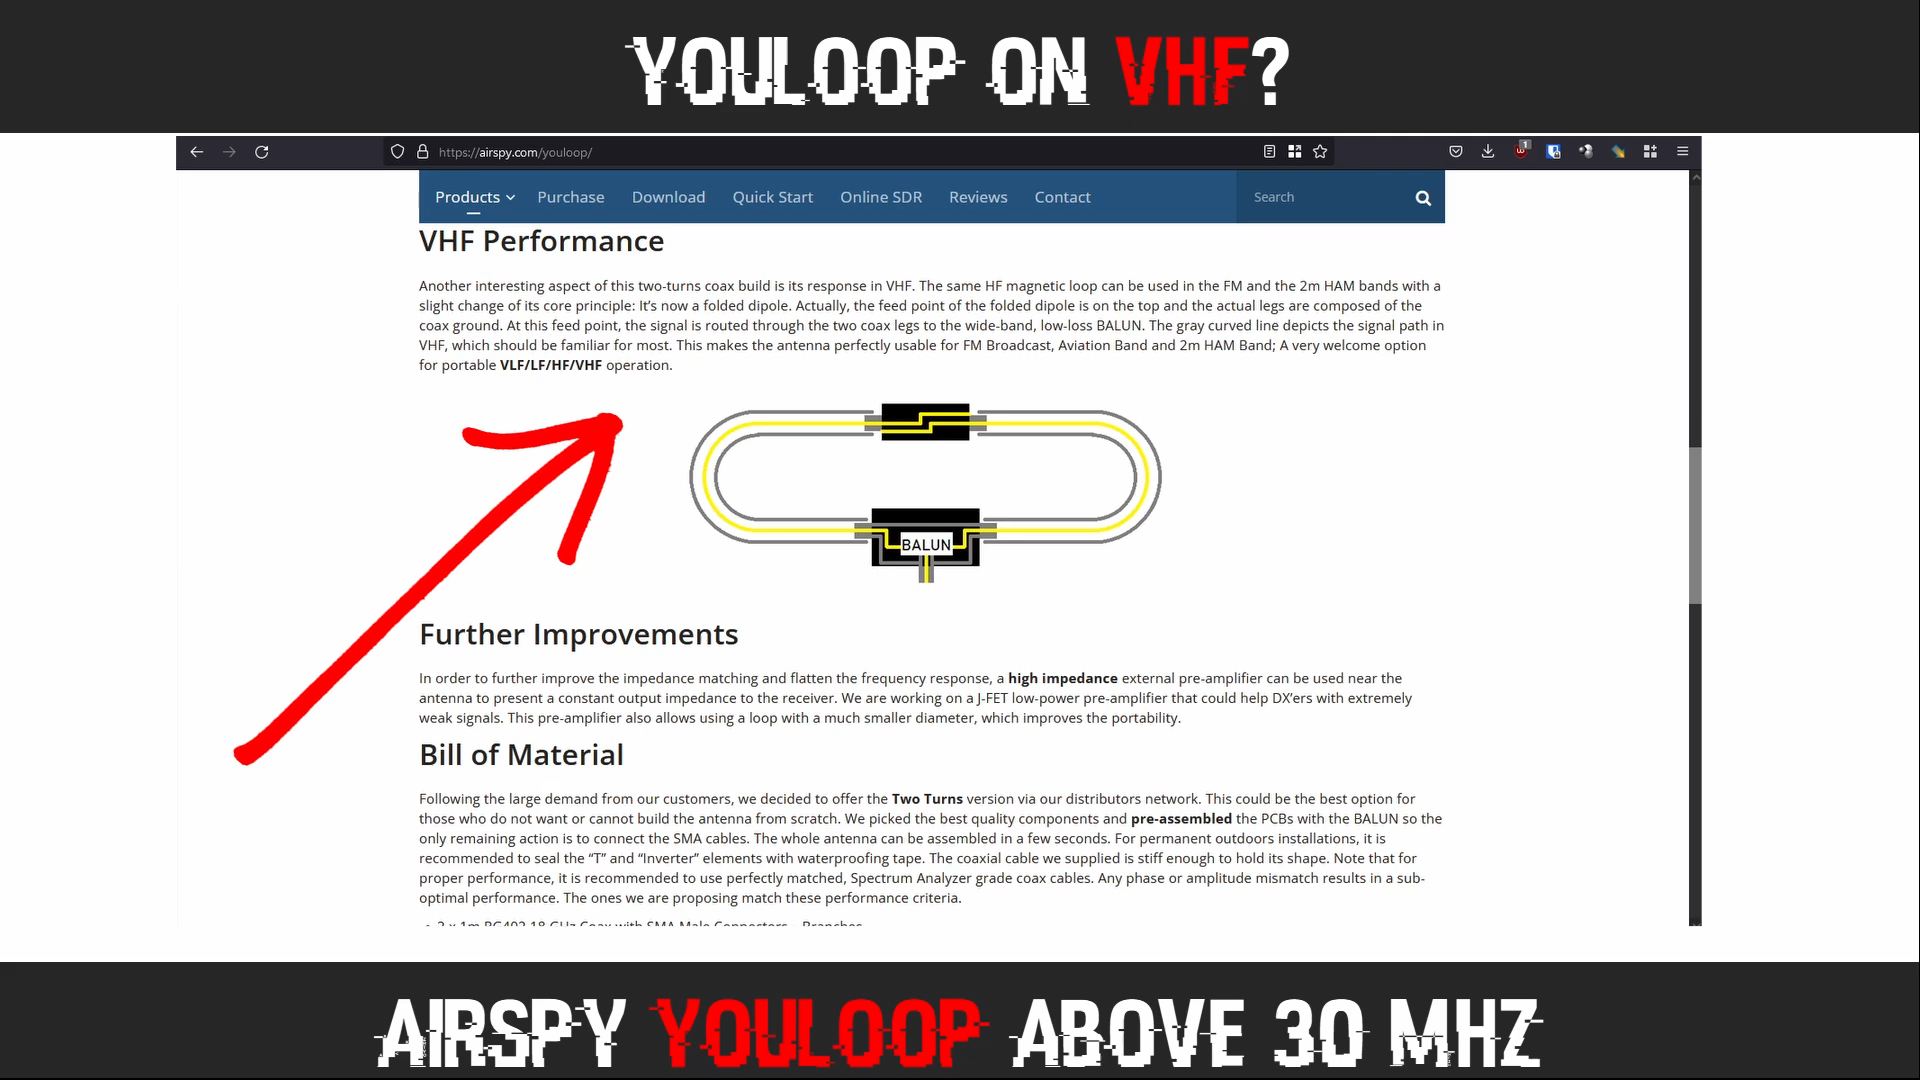 YOULOOP ON VHF?
https://airspy.com/youloop/
1
Products Purchase Download Quick Start Online SDR Reviews Contact Search
VHF Performance
Another interesting aspect of this two-turns coax build is its response in VHF. The same HF magnetic loop can be used in the FM and the 2m HAM bands with a
slight change of its core principle: It’s now a folded dipole. Actually, the feed point of the folded dipole is on the top and the actual legs are composed of the
coax ground. At this feed point, the signal is routed through the two coax legs to the wide-band, low-loss BALUN. The gray curved line depicts the signal path in
VHF, which should be familiar for most. This makes the antenna perfectly usable for FM Broadcast, Aviation Band and 2m HAM Band; A very welcome option
for portable VLF/LF/HF/VHF operation.
BALUN
Further Improvements
In order to further improve the impedance matching and flatten the frequency response, a high impedance external pre-amplifier can be used near the
antenna to present a constant output impedance to the receiver. We are working on a J-FET low-power pre-amplifier that could help DX’ers with extremely
weak signals. This pre-amplifier also allows using a loop with a much smaller diameter, which improves the portability.
Bill of Material
Following the large demand from our customers, we decided to offer the Two Turns version via our distributors network. This could be the best option for
those who do not want or cannot build the antenna from scratch. We picked the best quality components and pre-assembled the PCBs with the BALUN so the
only remaining action is to connect the SMA cables. The whole antenna can be assembled in a few seconds. For permanent outdoors installations, it is
recommended to seal the “T” and “Inverter” elements with waterproofing tape. The coaxial cable we supplied is stiff enough to hold its shape. Note that for
proper performance, it is recommended to use perfectly matched, Spectrum Analyzer grade coax cables. Any phase or amplitude mismatch results in a sub-
optimal performance. The ones we are proposing match these performance criteria.
2 x 1m RG402 18 GHz Coax with SMA Male Connectors – Branches
AIRSPY YOULOOP ABOVE 30 MHZ